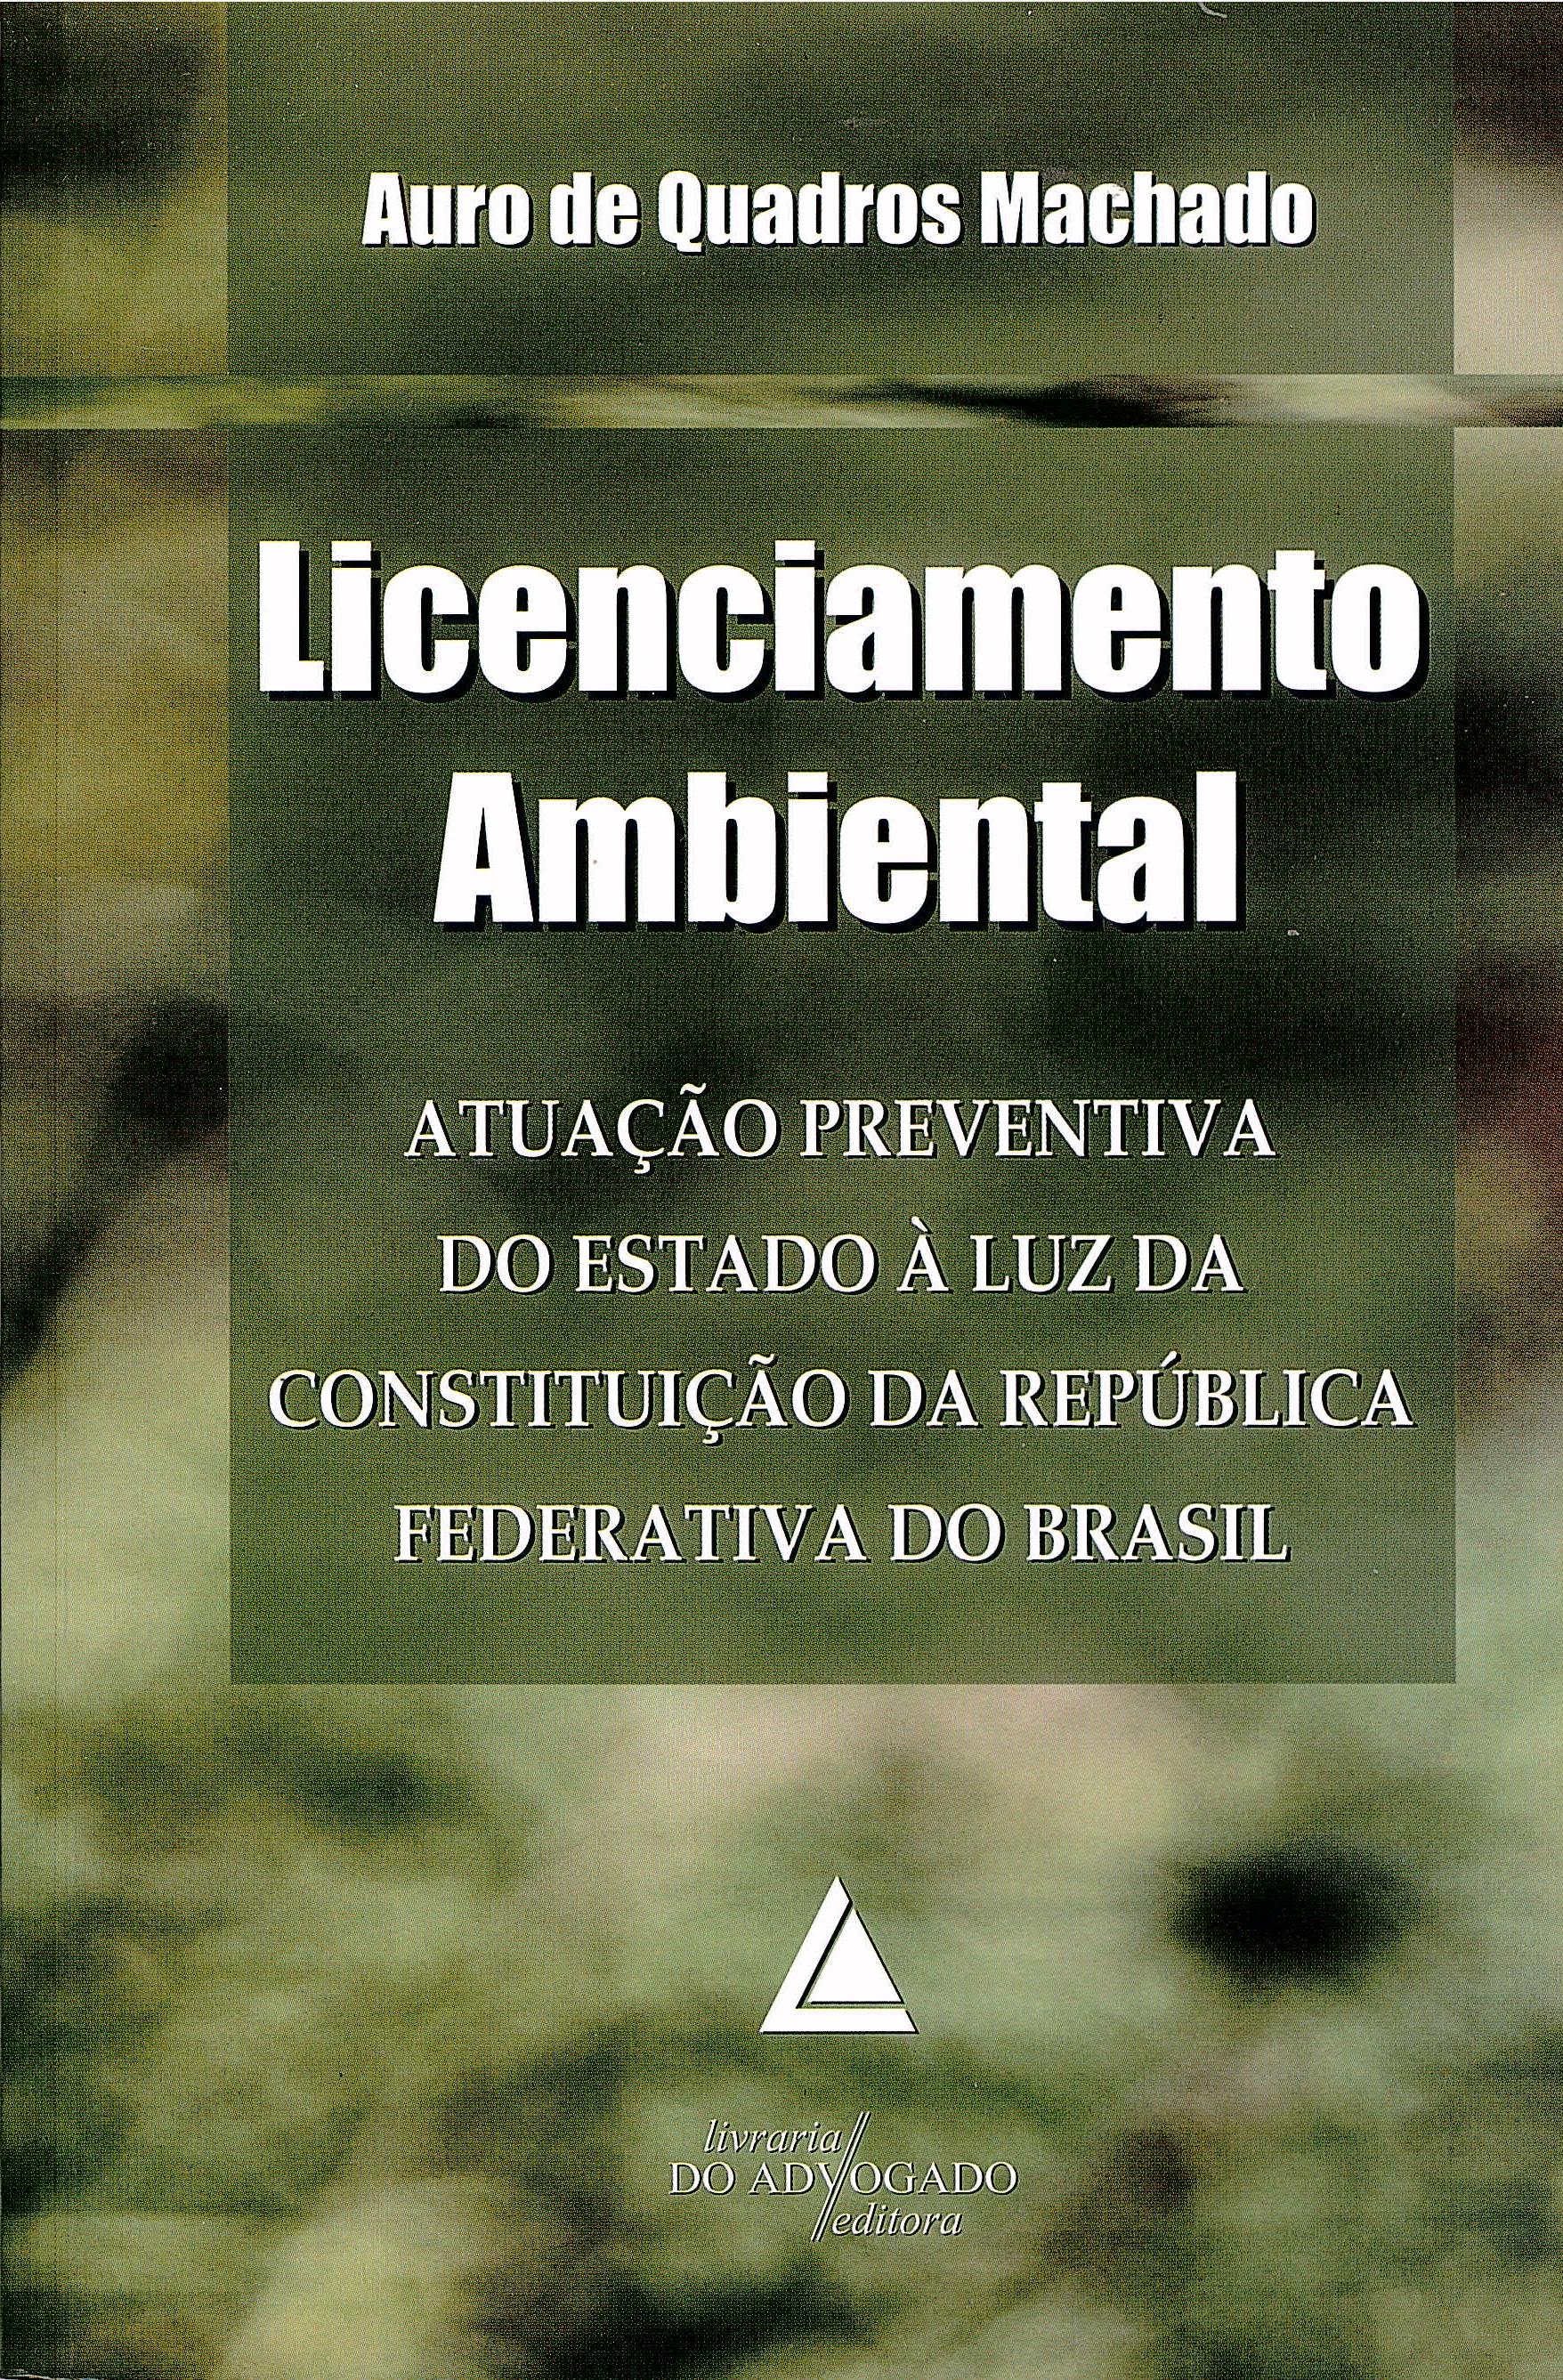 Auro de Quadros Machado
Licenciamento
Ambiental
ATUAÇÃO PREVENTIVA
DO ESTADO À LUZ DA
CONSTITUIÇÃO DA REPÚBLICA
FEDERATIVA DO BRASIL
livraria
DO ADVOGADO
editora